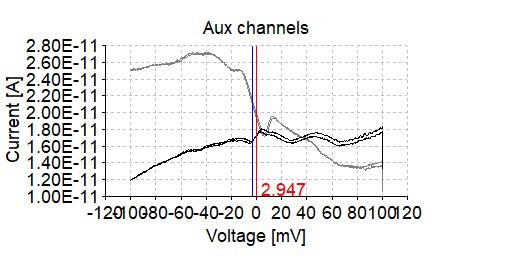 Aux channels
2.80E-11
2.60E-11
2.40E-11
2.20E-11
2.00E-11
1.80E-11
1.60E-11
1.40E-11
1.20E-11
1.00E-11
Current [A]
2.947
-120-100-80-60-40-20 0 20 40 60 80 100 120
Voltage [mV]